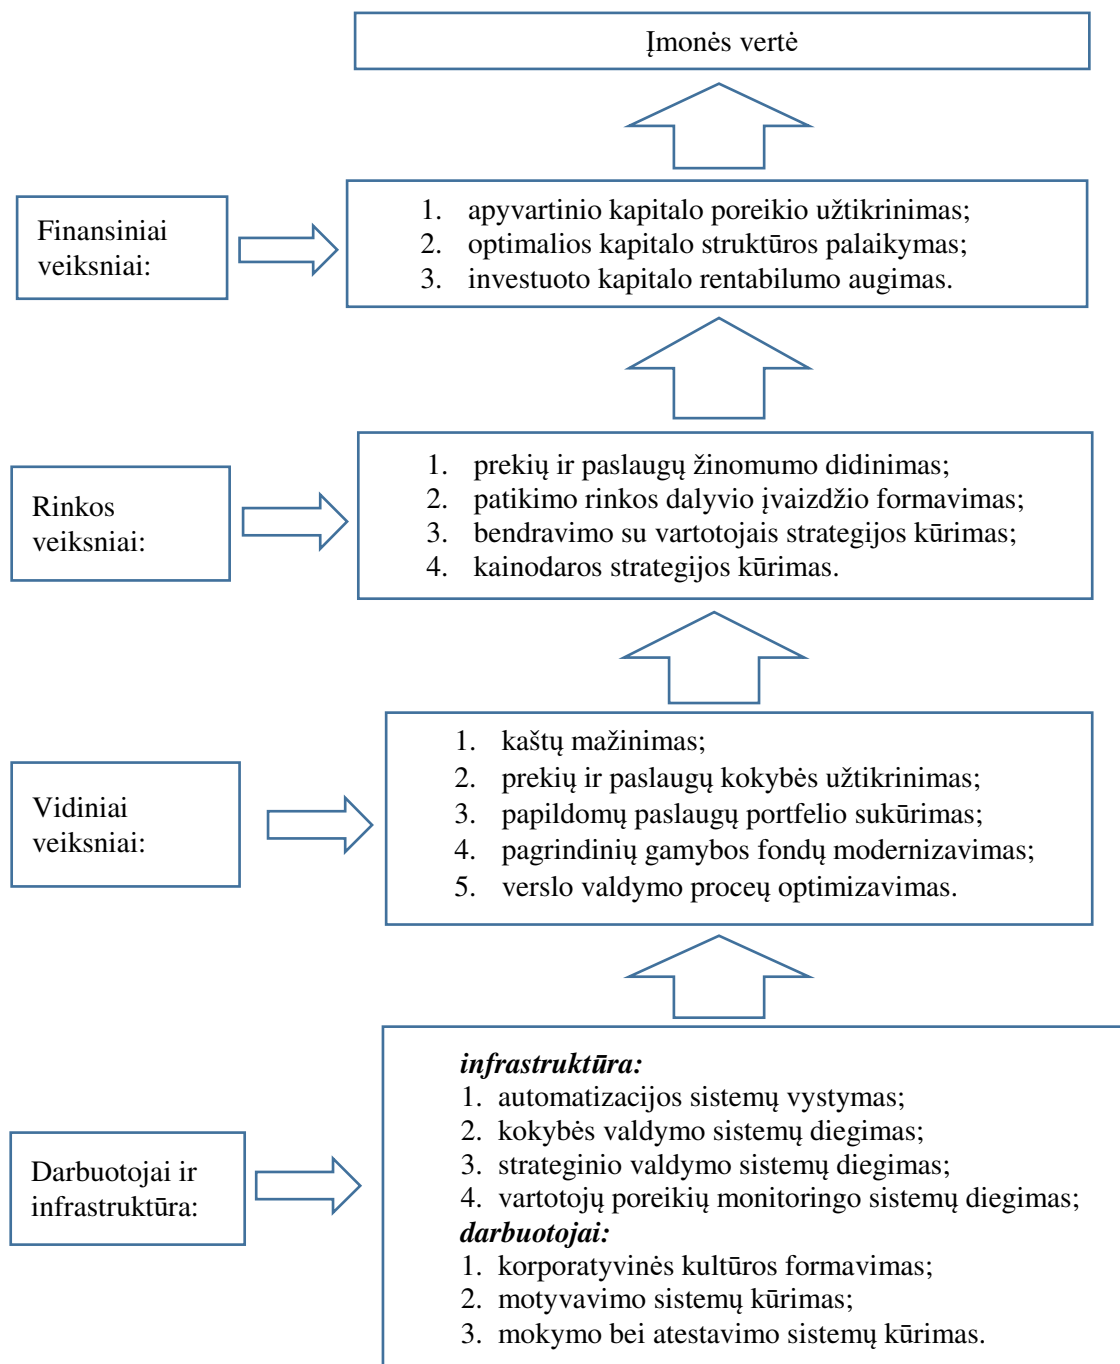 Įmonės vertė
Finansiniai
veiksniai:
1. apyvartinio kapitalo poreikio užtikrinimas;
2. optimalios kapitalo struktūros palaikymas;
3. investuoto kapitalo rentabilumo augimas.
Rinkos
veiksniai:
1. prekių ir paslaugų žinomumo didinimas;
2. patikimo rinkos dalyvio įvaizdžio formavimas;
3. bendravimo su vartotojais strategijos kūrimas;
4. kainodaros strategijos kūrimas.
Vidiniai
veiksniai:
1. kaštų mažinimas;
2. prekių ir paslaugų kokybės užtikrinimas;
3. papildomų paslaugų portfelio sukūrimas;
4. pagrindinių gamybos fondų modernizavimas;
5. verslo valdymo proceų optimizavimas.
Darbuotojai ir
infrastruktūra:
infrastruktūra:
1. automatizacijos sistemų vystymas;
2. kokybės valdymo sistemų diegimas;
3. strateginio valdymo sistemų diegimas;
4. vartotojų poreikių monitoringo sistemų diegimas;
darbuotojai:
1. korporatyvinės kultūros formavimas;
2. motyvavimo sistemų kūrimas;
3. mokymo bei atestavimo sistemų kūrimas.